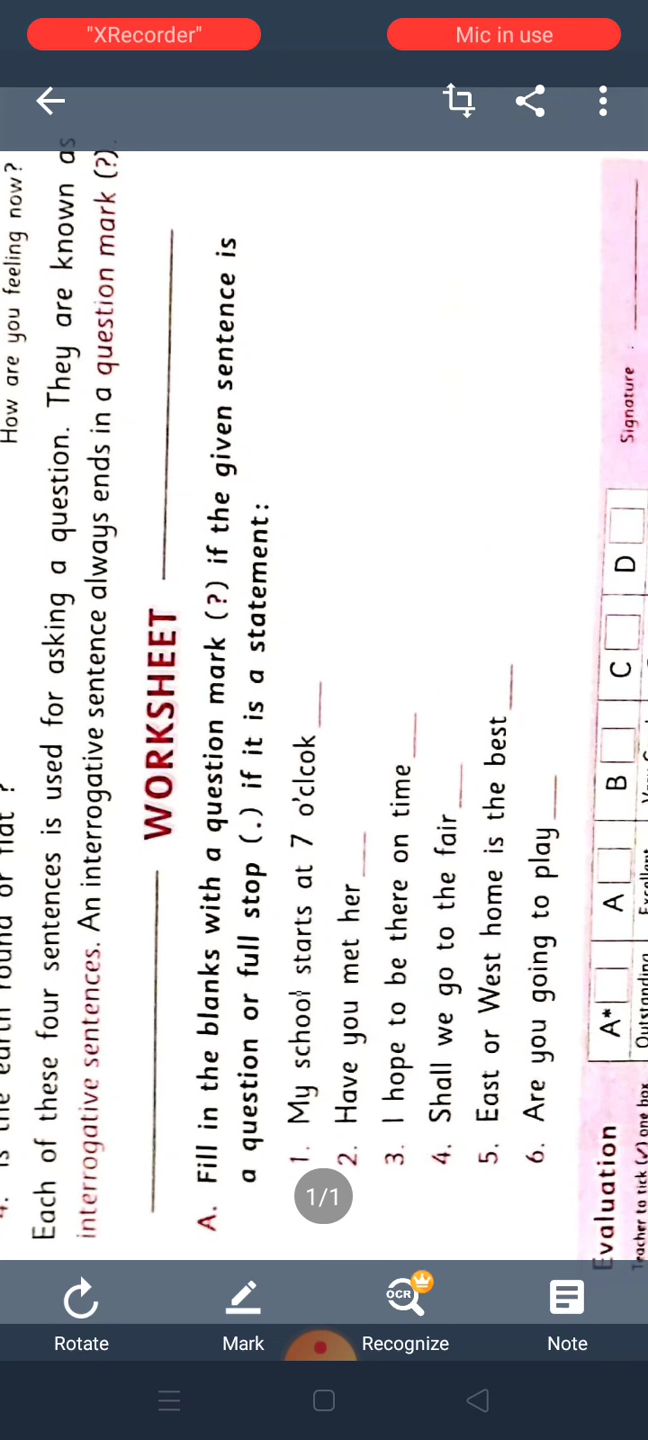 "XRecorder"
Mic in use
How are you feeling now?
Each of these four sentences is used for asking a question. They are known as
interrogative sentences. An interrogative sentence always ends in a question mark (?).
WORKSHEET
A. Fill in the blanks with a question mark (?) if the given sentence is
a question or full stop (.) if it is a statement:
1. My school starts at 7 o'clcok
2. Have you met her
3. I hope to be there on time
4. Shall we go to the fair
5. East or West home is the best
6. Are you going to play
Evaluation
A* A B C D
Signature :
Outstanding
1/1
Rotate
Mark
OCR
Recognize
Note